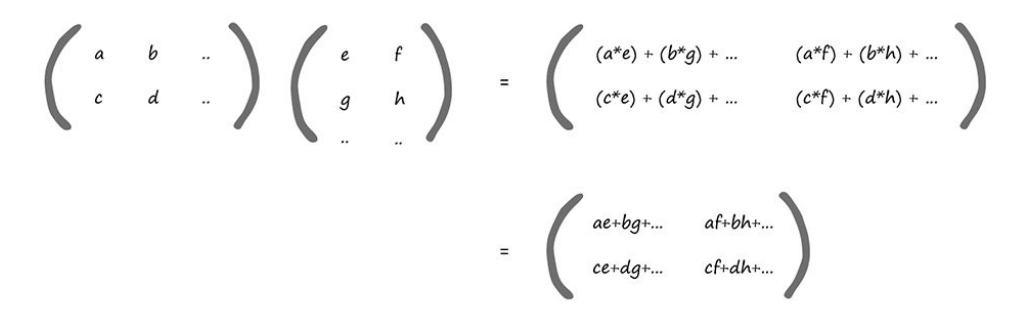 a b .. e f = (a*e) + (b*g) + ... (a*f) + (b*h) + ...
c d .. g h (c*e) + (d*g) + ... (c*f) + (d*h) + ...
.. ..
= ae+bg+... af+bh+...
ce+dg+... cf+dh+...